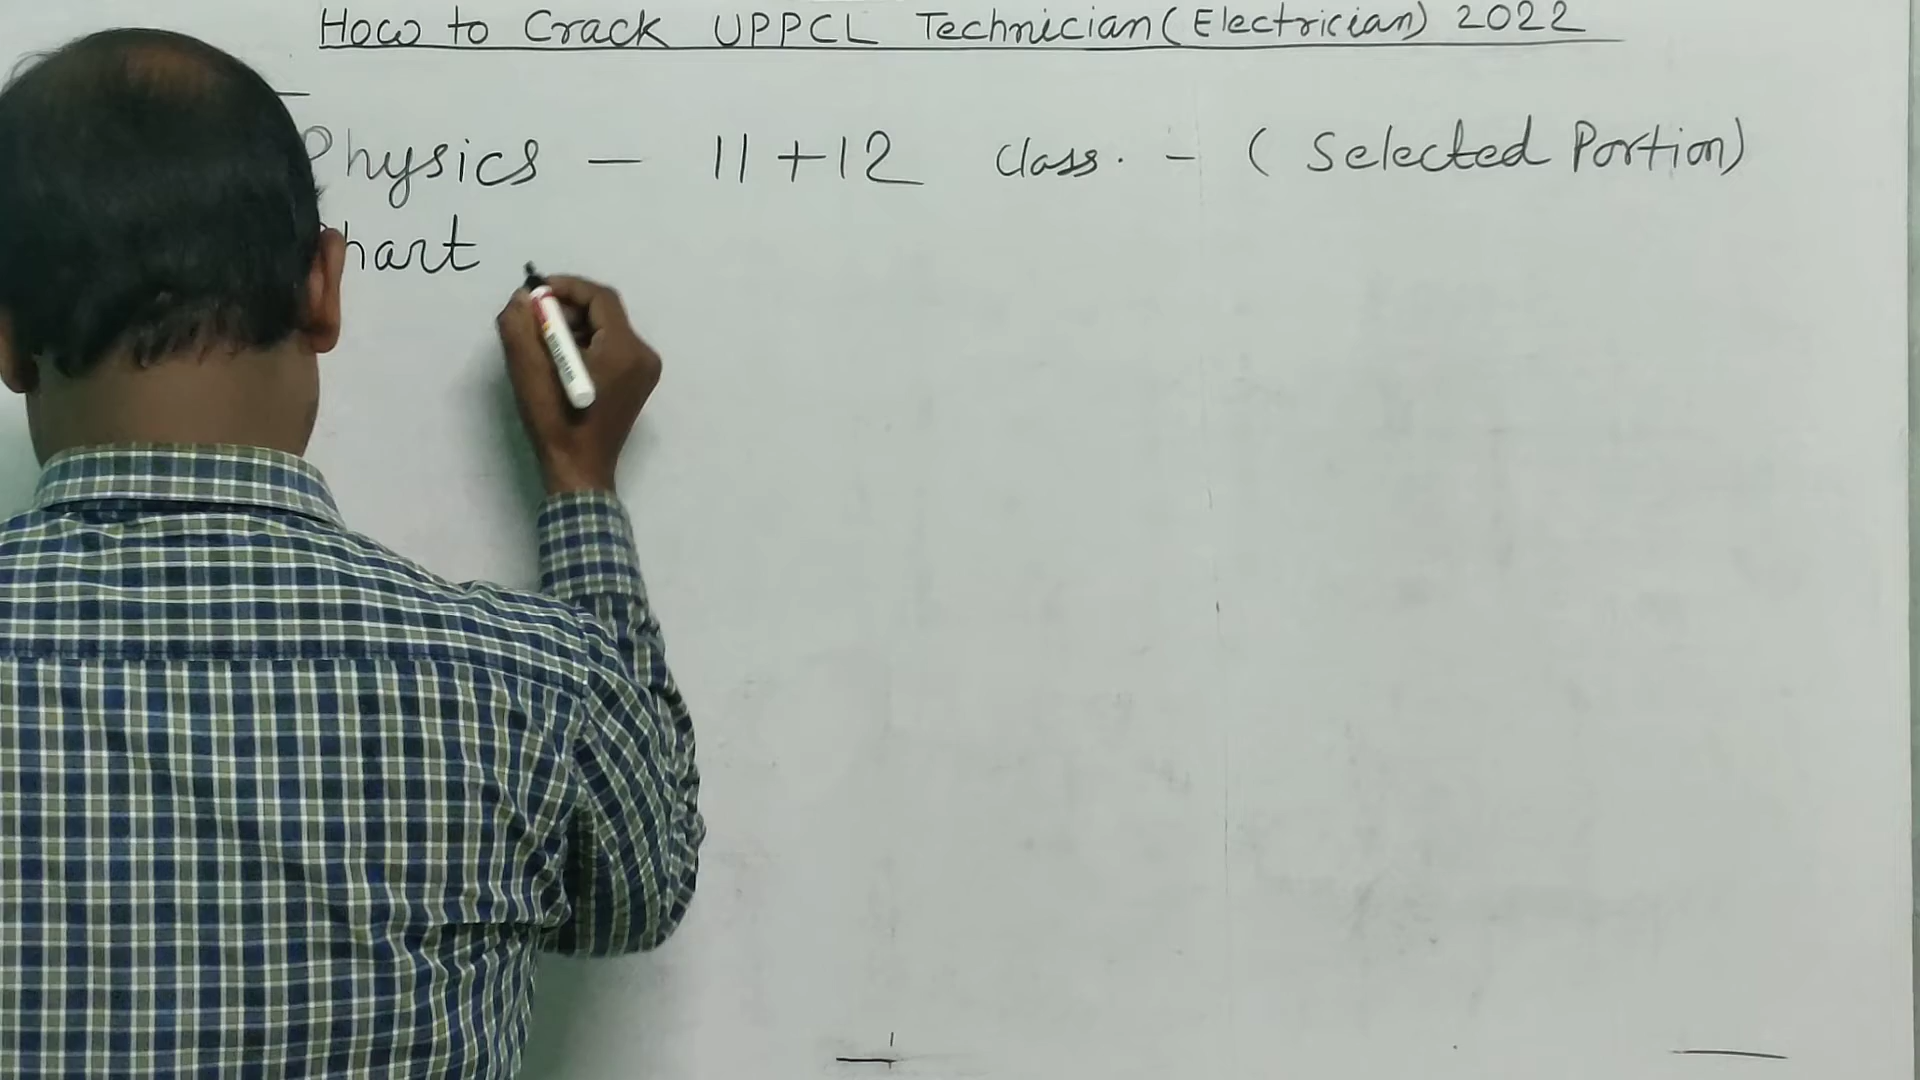 How to Crack UPPCL Technician (Electrician) 2022
Physics - 11 + 12 Class. - ( Selected Portion)
hart